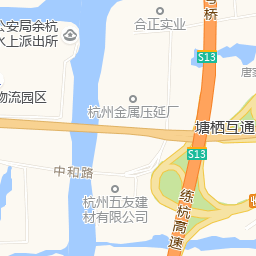 公安局余杭
水上派出所
合正实业
桥
S13
唐
物流园区
杭州金属压延厂
塘栖互通
S13
中和路
杭州五友建
材有限公司
练杭高速
收